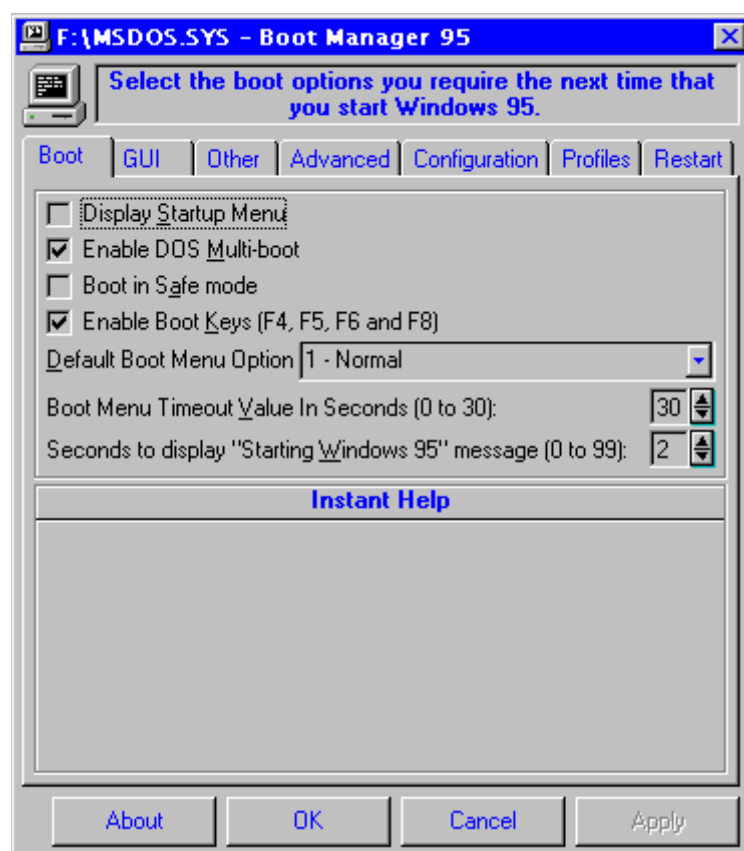 F:\MSDOS.SYS - Boot Manager 95
Select the boot options you require the next time that
you start Windows 95.
Boot GUI Other Advanced Configuration Profiles Restart
Display Startup Menu
Enable DOS Multi-boot
Boot in Safe mode
Enable Boot Keys (F4, F5, F6 and F8)
Default Boot Menu Option 1 - Normal
Boot Menu Timeout Value In Seconds (0 to 30): 30
Seconds to display "Starting Windows 95" message (0 to 99): 2
Instant Help
About OK Cancel Apply